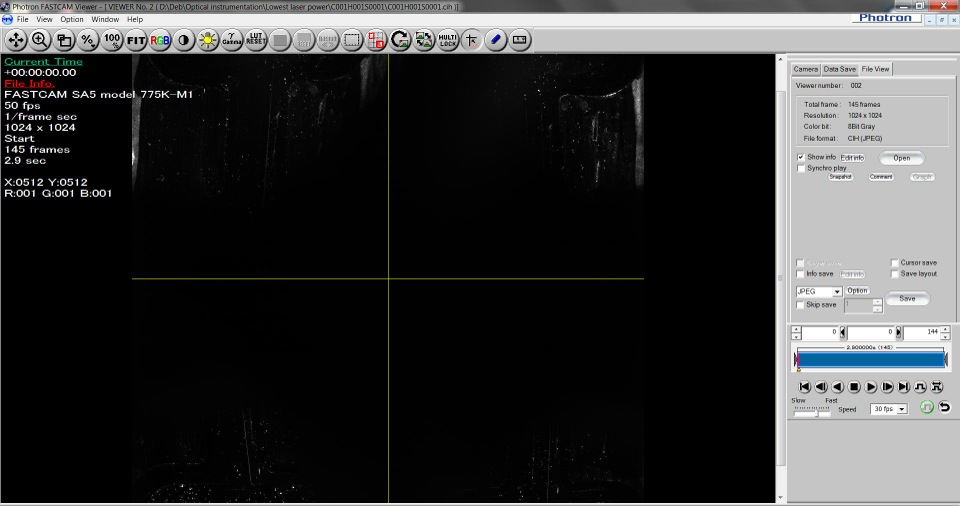 Photron FASTCAM Viewer - [ VIEWER No. 2 ( D:\Deb\Optical instrumentation\Lowest laser power\C001H001S0001\C001H001S0001.cih )]
File View Option Window Help
Photron
% 100% FIT RGB Gamma LUT RESET MULTI LOCK
Current Time
+00:00:00.00
File Info.
FASTCAM SA5 model 775K-M1
50 fps
1/frame sec
1024 x 1024
Start
145 frames
2.9 sec
X:0512 Y:0512
R:001 G:001 B:001
Camera Data Save File View
Viewer number: 002
Total frame : 145 frames
Resolution : 1024 x 1024
Color bit : 8Bit Gray
File format : CIH (JPEG)
Show info Edit info Open
Synchro play
Snapshot Comment Graph
Cursor save
Info save Edit info Save layout
JPEG Option Save
Skip save 1
0 0 144
2.900000s (145)
Slow Fast Speed 30 fps